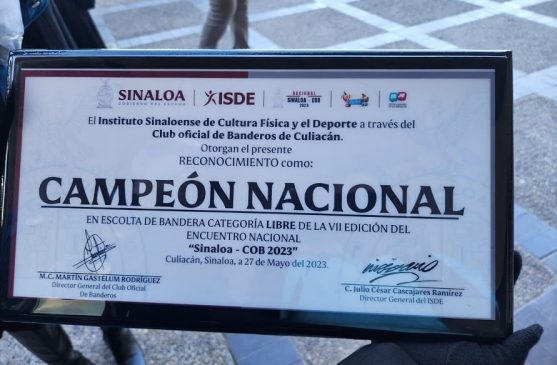 SINALOA
GOBIERNO DEL ESTADO
ISDE
NACIONAL
SINALOA - COB
2023
El Instituto Sinaloense de Cultura Física y el Deporte a través del
Club oficial de Banderos de Culiacán.
Otorgan el presente
RECONOCIMIENTO como:
CAMPEÓN NACIONAL
EN ESCOLTA DE BANDERA CATEGORÍA LIBRE DE LA VII EDICIÓN DEL
ENCUENTRO NACIONAL
“Sinaloa - COB 2023”
Culiacán, Sinaloa, a 27 de Mayo del 2023.
M.C. MARTÍN GASTELUM RODRÍGUEZ
Director General del Club Oficial
De Banderos
C. Julio César Cascajares Ramírez
Director General del ISDE